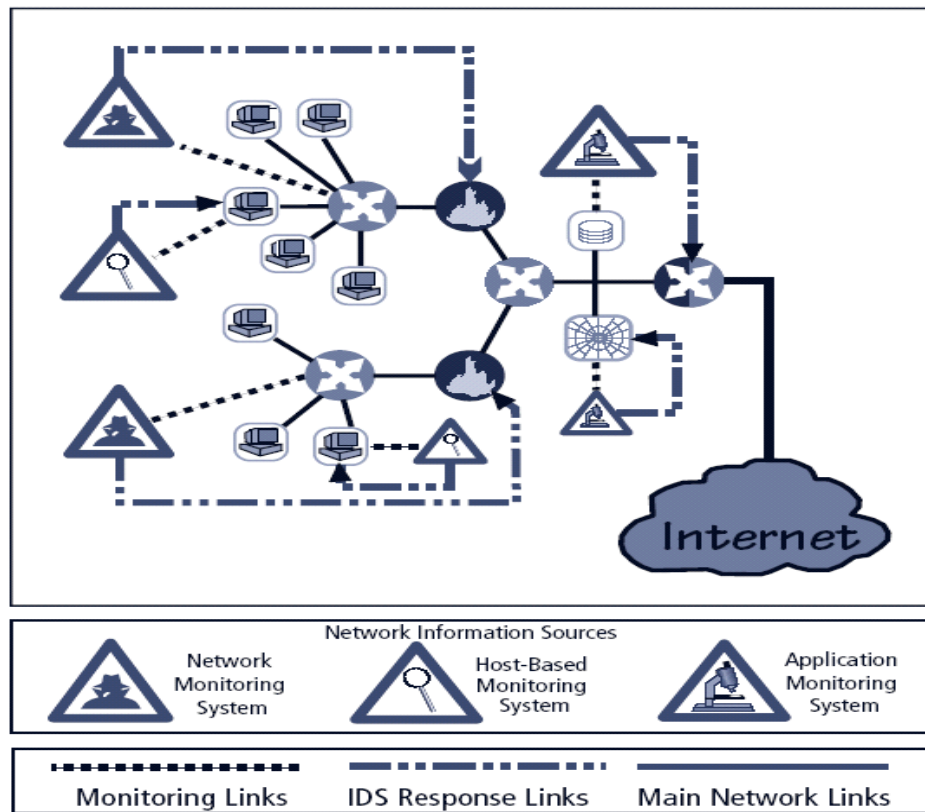 Internet
Network Information Sources
Network
Monitoring
System
Host-Based
Monitoring
System
Application
Monitoring
System
Monitoring Links
IDS Response Links
Main Network Links